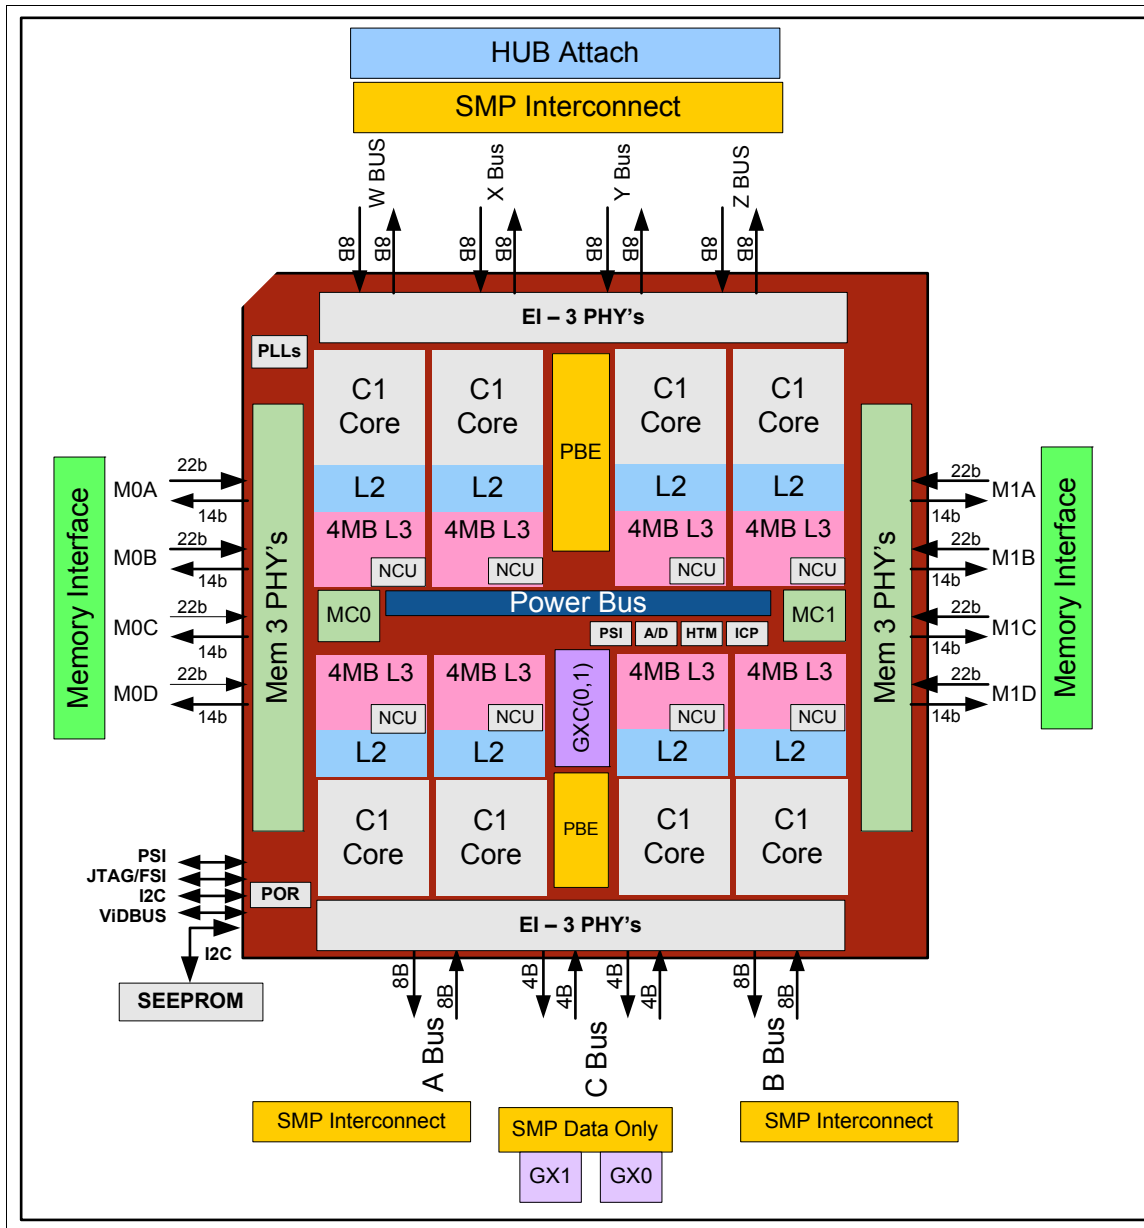 HUB Attach
SMP Interconnect
W BUS
X Bus
Y Bus
Z BUS
8B
8B
8B
8B
8B
8B
8B
8B
EI – 3 PHY's
PLLs
C1
Core
C1
Core
PBE
C1
Core
C1
Core
L2
L2
L2
L2
4MB L3
4MB L3
4MB L3
4MB L3
NCU
NCU
NCU
NCU
Memory Interface
M0A
22b
14b
M0B
22b
14b
M0C
22b
14b
M0D
22b
14b
Mem 3 PHY's
MC0
Power Bus
MC1
PSI
A/D
HTM
ICP
Mem 3 PHY's
22b
M1A
14b
22b
M1B
14b
22b
M1C
14b
22b
M1D
14b
Memory Interface
4MB L3
4MB L3
GXC(0,1)
4MB L3
4MB L3
NCU
NCU
NCU
NCU
L2
L2
L2
L2
C1
Core
C1
Core
PBE
C1
Core
C1
Core
PSI
JTAG/FSI
I2C
ViDBUS
POR
I2C
SEEPROM
EI – 3 PHY's
8B
8B
4B
4B
4B
4B
8B
8B
A Bus
C Bus
B Bus
SMP Interconnect
SMP Data Only
SMP Interconnect
GX1
GX0